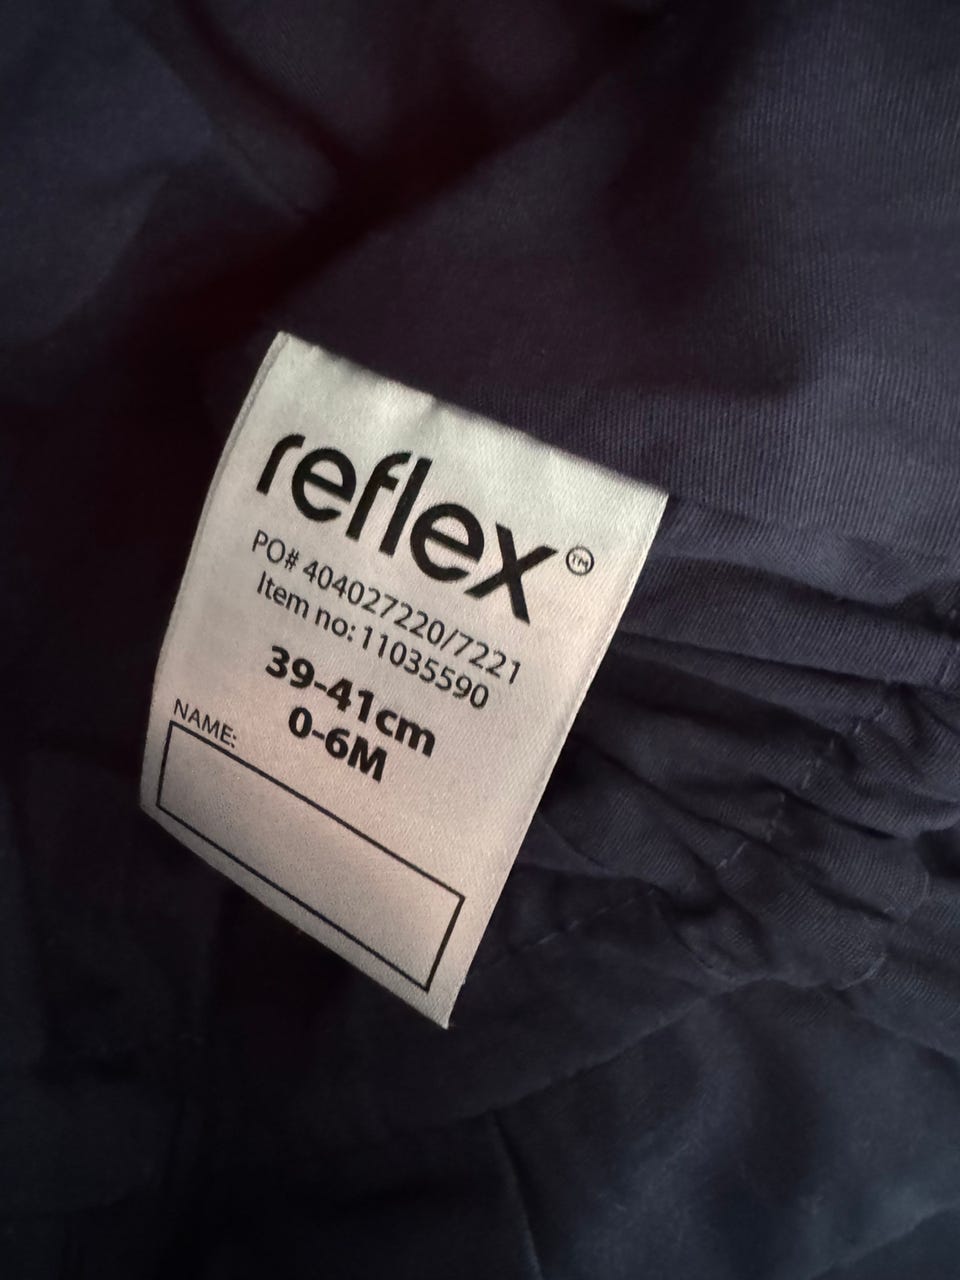 reflex™
PO# 404027220/7221
Item no: 11035590
39-41cm
0-6M
NAME: